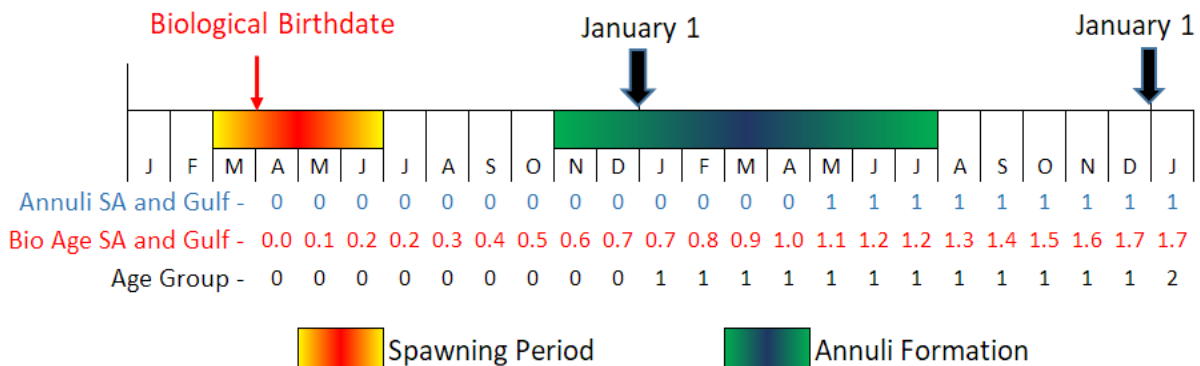 Biological Birthdate
January 1
January 1
J F M A M J J A S O N D J F M A M J J A S O N D J
Annuli SA and Gulf - 0 0 0 0 0 0 0 0 0 0 0 0 0 1 1 1 1 1 1 1 1 1
Bio Age SA and Gulf - 0.0 0.1 0.2 0.2 0.3 0.4 0.5 0.6 0.7 0.7 0.8 0.9 1.0 1.1 1.2 1.2 1.3 1.4 1.5 1.6 1.7 1.7
Age Group - 0 0 0 0 0 0 0 0 0 1 1 1 1 1 1 1 1 1 1 1 1 2
Spawning Period
Annuli Formation